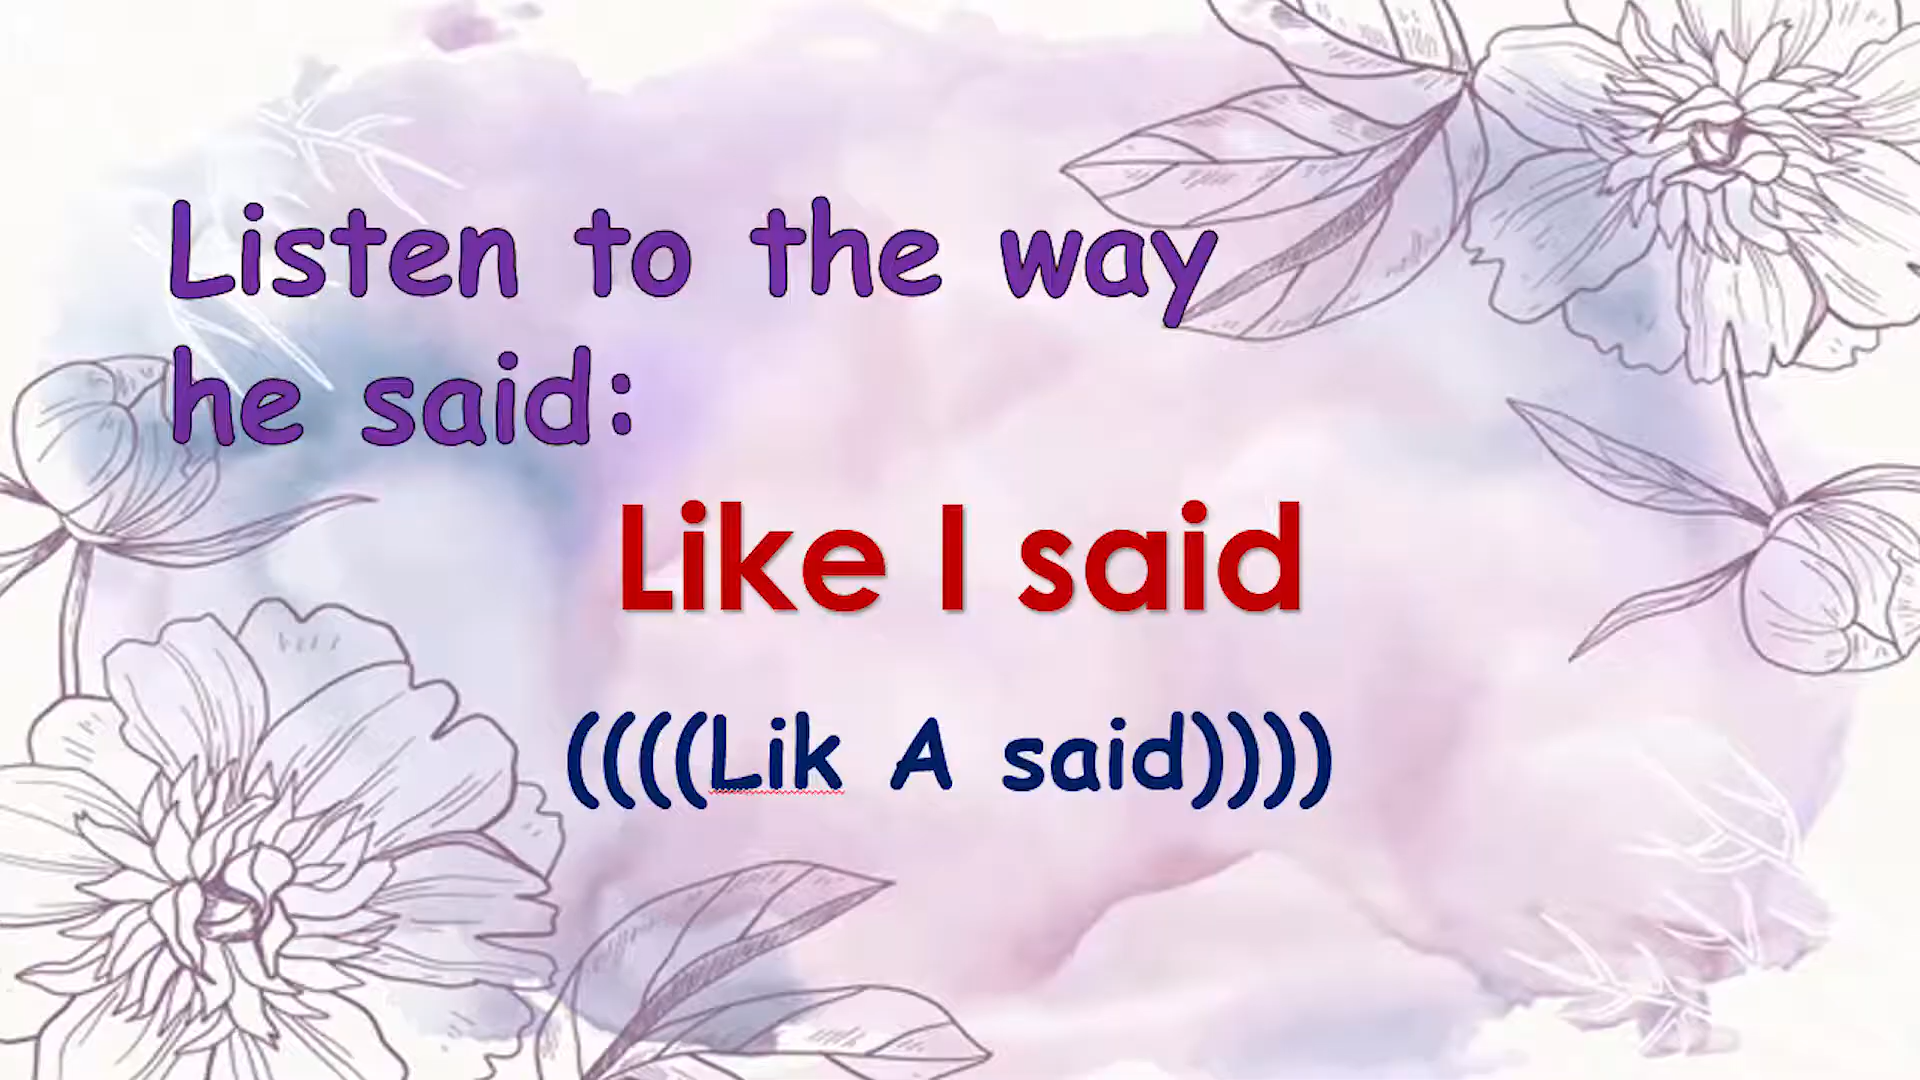 Listen to the way
he said:
Like I said
((((Lik A said))))